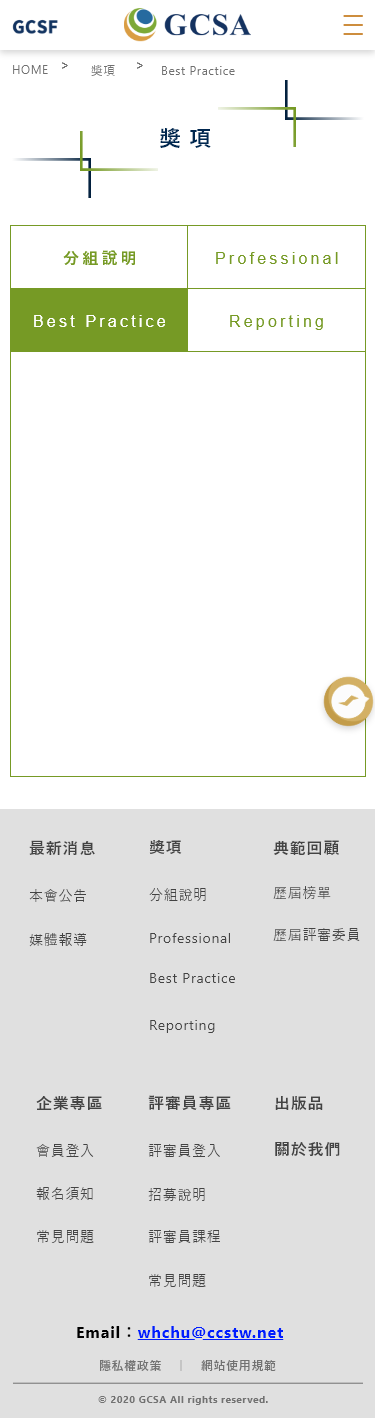 GCSF GCSA
HOME > 獎項 > Best Practice
獎項
分組說明 Professional
Best Practice Reporting
最新消息 獎項 典範回顧
本會公告 分組說明 歷屆榜單
媒體報導 Professional 歷屆評審委員
Best Practice
Reporting
企業專區 評審員專區 出版品
會員登入 評審員登入 關於我們
報名須知 招募說明
常見問題 評審員課程
常見問題
Email：whchu@ccstw.net
隱私權政策 | 網站使用規範
© 2020 GCSA All rights reserved.